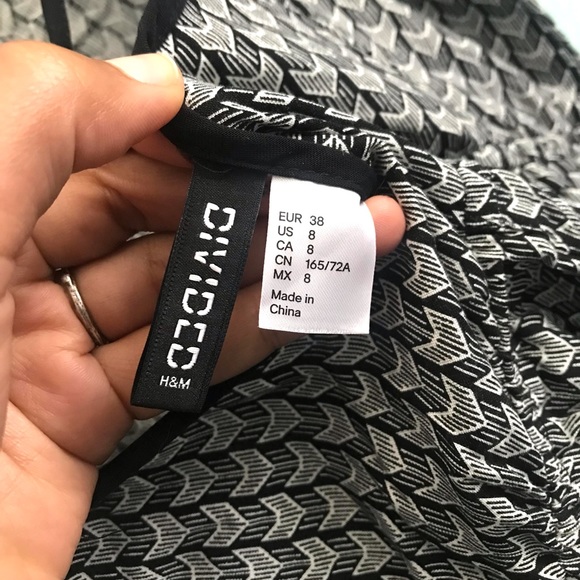 DIVIDED
H&M
EUR 38
US 8
CA 8
CN 165/72A
MX 8
Made in
China